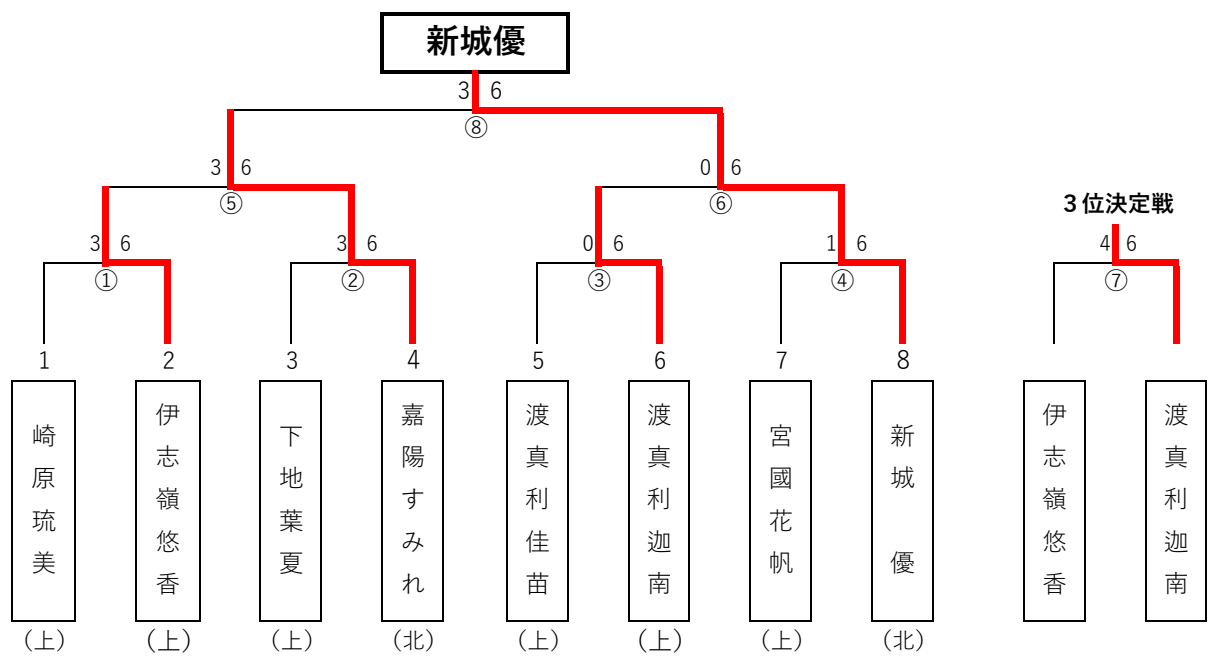 新城優
3 6
⑧
3 6
⑤
0 6
⑥
3位決定戦
3 6
①
3 6
②
0 6
③
1 6
④
4 6
⑦
1
2
3
4
5
6
7
8
崎原琉美
伊志嶺悠香
下地葉夏
嘉陽すみれ
渡真利佳苗
渡真利迦南
宮國花帆
新城 優
伊志嶺悠香
渡真利迦南
(上)
(上)
(上)
(北)
(上)
(上)
(上)
(北)